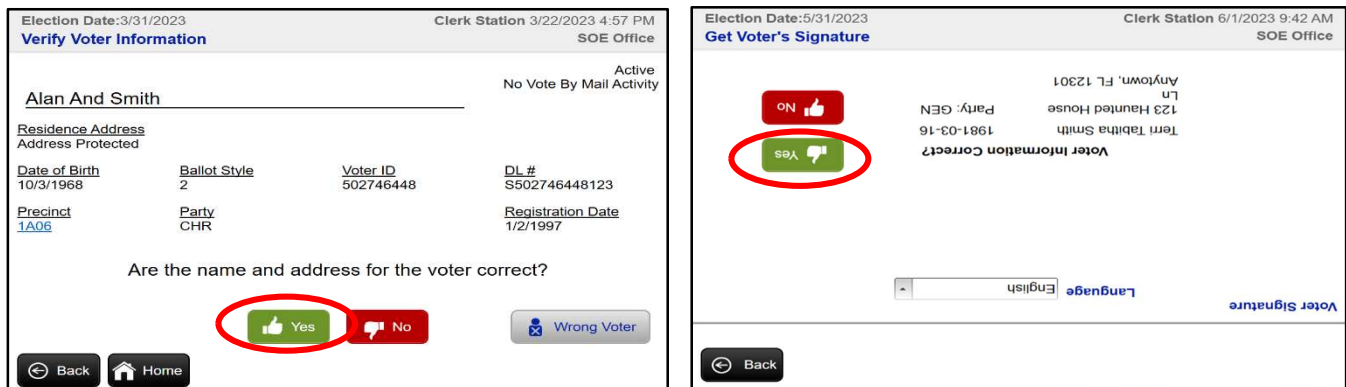 Election Date:3/31/2023 Clerk Station 3/22/2023 4:57 PM
Verify Voter Information SOE Office
Active
No Vote By Mail Activity
Alan And Smith
Residence Address
Address Protected
Date of Birth Ballot Style Voter ID DL #
10/3/1968 2 502746448 S502746448123
Precinct Party Registration Date
1A06 CHR 1/2/1997
Are the name and address for the voter correct?
Yes No Wrong Voter
Back Home
Election Date:5/31/2023 Clerk Station 6/1/2023 9:42 AM
Get Voter's Signature SOE Office
Voter Signature
Language English
Voter Information Correct? Yes
Terri Tabitha Smith 1981-03-16
123 Haunted House Party: GEN No
Ln
Anytown, FL 12301
Back